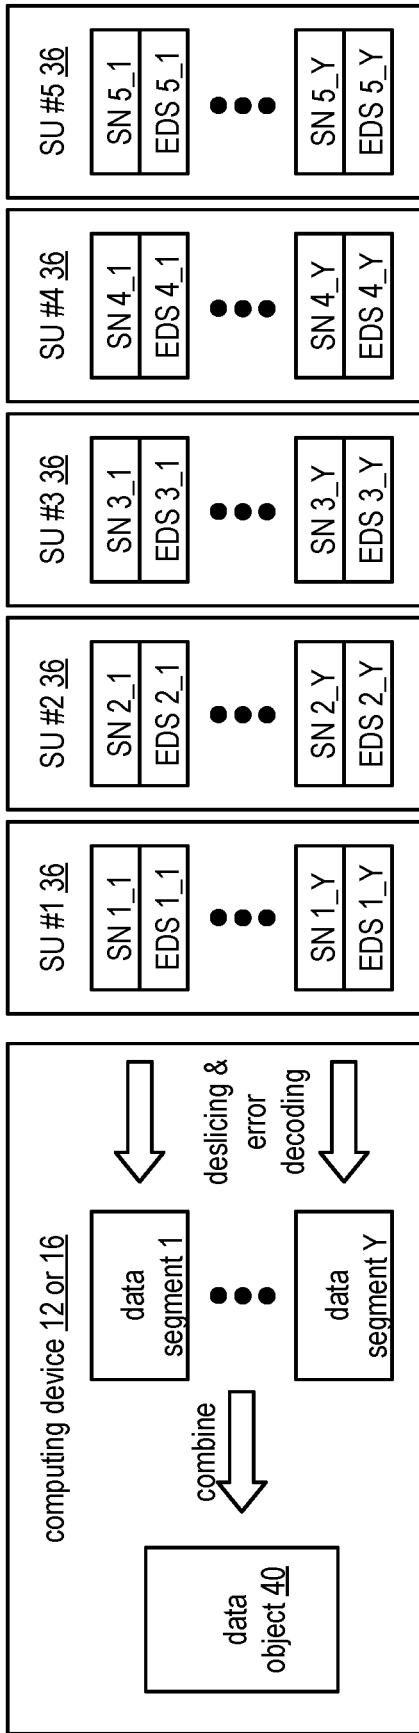 computing device 12 or 16
data
object 40
combine
data
segment 1
data
segment Y
deslicing &
error
decoding
SU #1 36
SN 1_1
EDS 1_1
SN 1_Y
EDS 1_Y
SU #2 36
SN 2_1
EDS 2_1
SN 2_Y
EDS 2_Y
SU #3 36
SN 3_1
EDS 3_1
SN 3_Y
EDS 3_Y
SU #4 36
SN 4_1
EDS 4_1
SN 4_Y
EDS 4_Y
SU #5 36
SN 5_1
EDS 5_1
SN 5_Y
EDS 5_Y